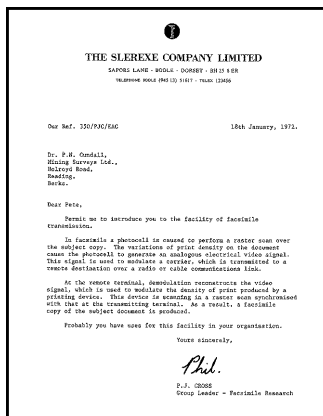 THE SLEREXE COMPANY LIMITED
SAPORS LANE - BOOLE - DORSET - BH 25 8 ER
TELEPHONE BOOLE (945 13) 51617 - TELEX 123456
Our Ref. 350/PJC/EAC 18th January, 1972.
Dr. P.N. Cundall,
Mining Surveys Ltd.,
Holroyd Road,
Reading,
Berks.
Dear Pete,
Permit me to introduce you to the facility of facsimile
transmission.
In facsimile a photocell is caused to perform a raster scan over
the subject copy. The variations of print density on the document
cause the photocell to generate an analogous electrical video signal.
This signal is used to modulate a carrier, which is transmitted to a
remote destination over a radio or cable communications link.
At the remote terminal, demodulation reconstructs the video
signal, which is used to modulate the density of print produced by a
printing device. This device is scanning in a raster scan synchronised
with that at the transmitting terminal. As a result, a facsimile
copy of the subject document is produced.
Probably you have uses for this facility in your organisation.
Yours sincerely,
Phil.
P.J. CROSS
Group Leader - Facsimile Research